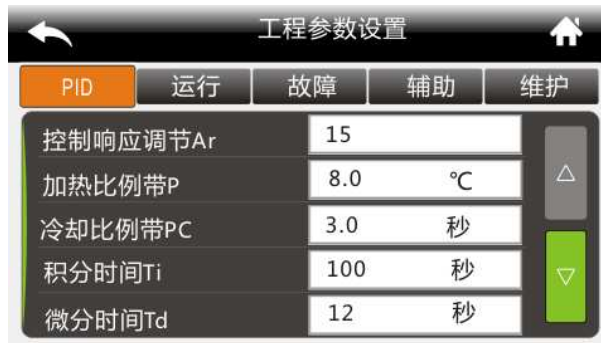 工程参数设置
PID 运行 故障 辅助 维护
控制响应调节Ar 15
加热比例带P 8.0 ℃
冷却比例带PC 3.0 秒
积分时间Ti 100 秒
微分时间Td 12 秒